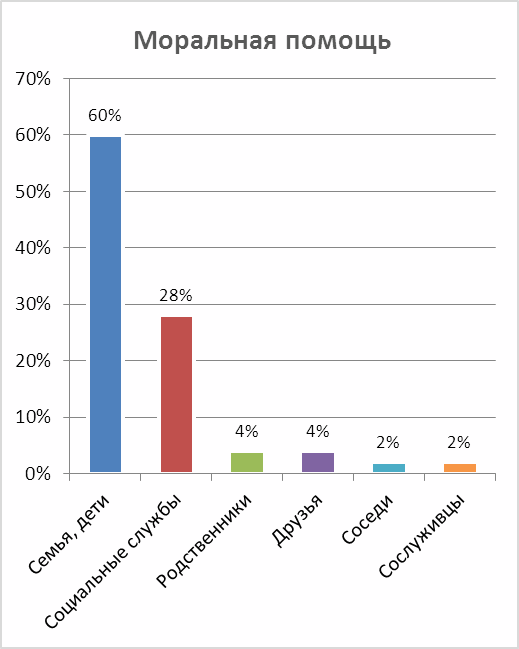 Моральная помощь
70%
60%
50%
40%
30%
20%
10%
0%
60%
28%
4%
4%
2%
2%
Семья, дети
Социальные службы
Родственники
Друзья
Соседи
Сослуживцы